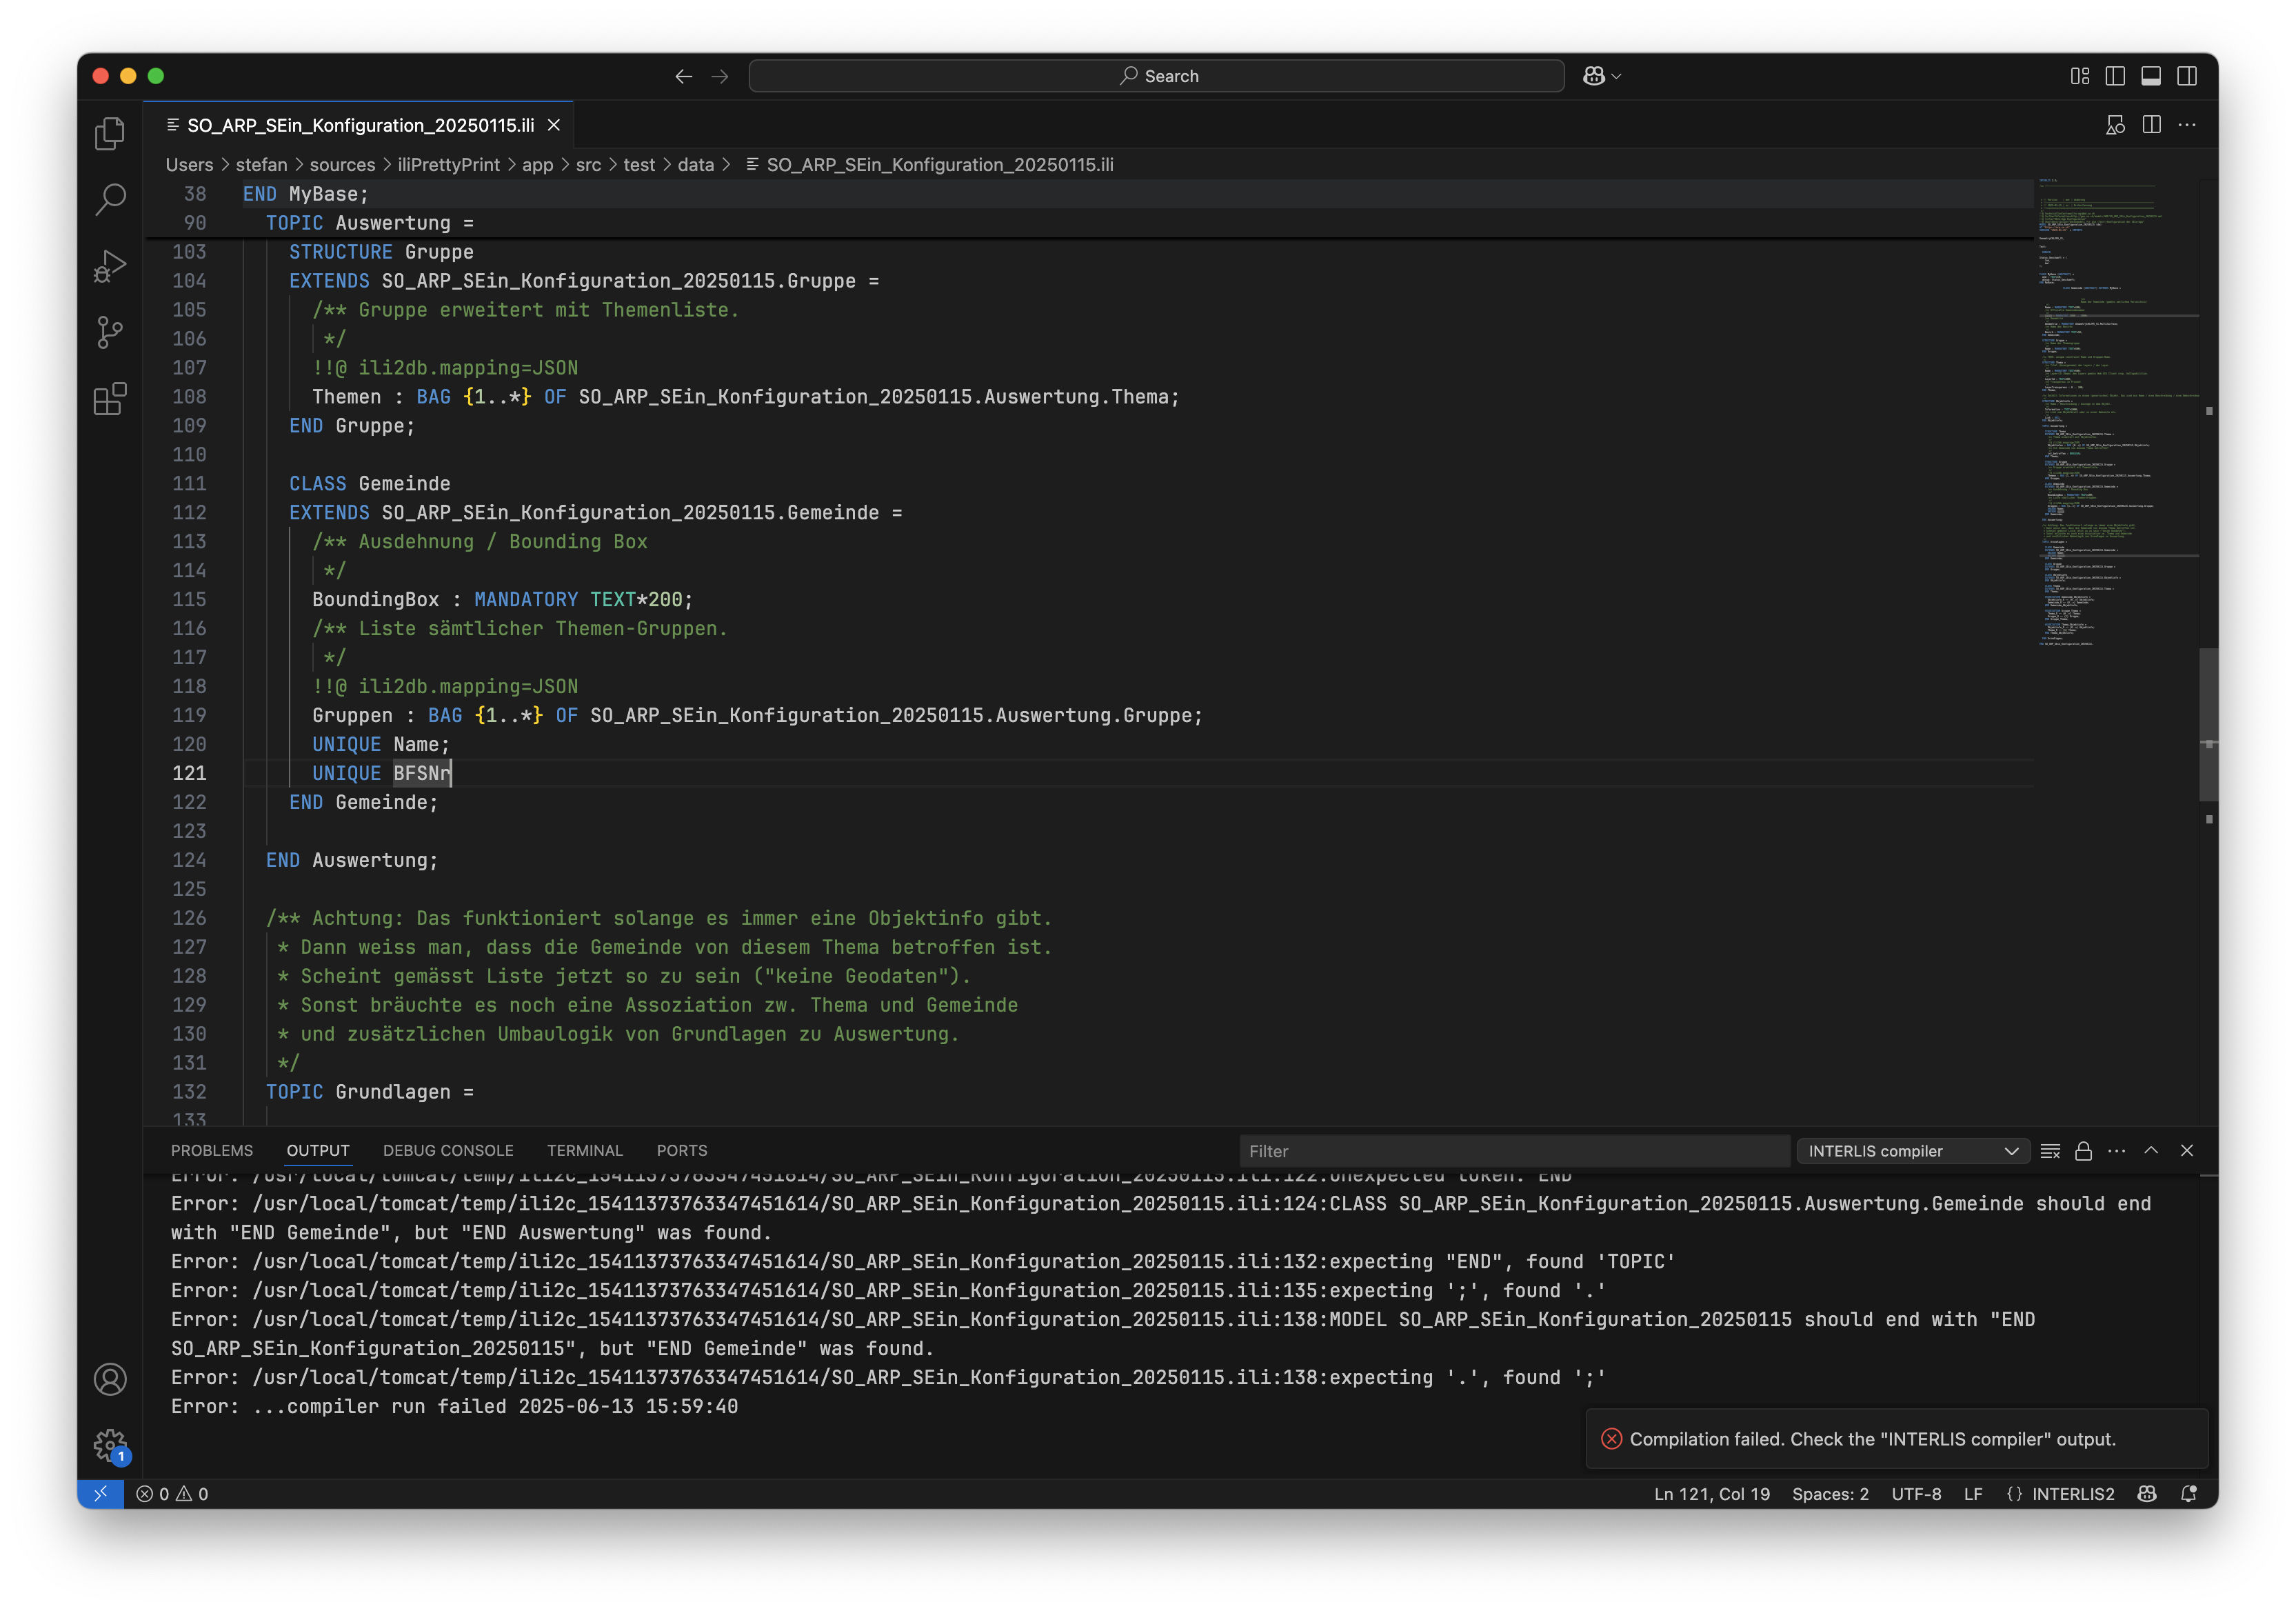 Search
SO_ARP_SEin_Konfiguration_20250115.ili
Users > stefan > sources > iliPrettyPrint > app > src > test > data > SO_ARP_SEin_Konfiguration_20250115.ili
38 END MyBase;
90 TOPIC Auswertung =
103 STRUCTURE Gruppe
104 EXTENDS SO_ARP_SEin_Konfiguration_20250115.Gruppe =
105 /** Gruppe erweitert mit Themenliste.
106 */
107 !!@ ili2db.mapping=JSON
108 Themen : BAG {1..*} OF SO_ARP_SEin_Konfiguration_20250115.Auswertung.Thema;
109 END Gruppe;
110
111 CLASS Gemeinde
112 EXTENDS SO_ARP_SEin_Konfiguration_20250115.Gemeinde =
113 /** Ausdehnung / Bounding Box
114 */
115 BoundingBox : MANDATORY TEXT*200;
116 /** Liste sämtlicher Themen-Gruppen.
117 */
118 !!@ ili2db.mapping=JSON
119 Gruppen : BAG {1..*} OF SO_ARP_SEin_Konfiguration_20250115.Auswertung.Gruppe;
120 UNIQUE Name;
121 UNIQUE BFSNr
122 END Gemeinde;
123
124 END Auswertung;
125
126 /** Achtung: Das funktioniert solange es immer eine Objektinfo gibt.
127 * Dann weiss man, dass die Gemeinde von diesem Thema betroffen ist.
128 * Scheint gemässt Liste jetzt so zu sein ("keine Geodaten").
129 * Sonst bräuchte es noch eine Assoziation zw. Thema und Gemeinde
130 * und zusätzlichen Umbaulogik von Grundlagen zu Auswertung.
131 */
132 TOPIC Grundlagen =
133
PROBLEMS OUTPUT DEBUG CONSOLE TERMINAL PORTS Filter INTERLIS compiler
Error: /usr/local/tomcat/temp/ili2c_15411373763347451614/SO_ARP_SEin_Konfiguration_20250115.ili:122:unexpected token: END
Error: /usr/local/tomcat/temp/ili2c_15411373763347451614/SO_ARP_SEin_Konfiguration_20250115.ili:124:CLASS SO_ARP_SEin_Konfiguration_20250115.Auswertung.Gemeinde should end
with "END Gemeinde", but "END Auswertung" was found.
Error: /usr/local/tomcat/temp/ili2c_15411373763347451614/SO_ARP_SEin_Konfiguration_20250115.ili:132:expecting "END", found 'TOPIC'
Error: /usr/local/tomcat/temp/ili2c_15411373763347451614/SO_ARP_SEin_Konfiguration_20250115.ili:135:expecting ';', found '.'
Error: /usr/local/tomcat/temp/ili2c_15411373763347451614/SO_ARP_SEin_Konfiguration_20250115.ili:138:MODEL SO_ARP_SEin_Konfiguration_20250115 should end with "END
SO_ARP_SEin_Konfiguration_20250115", but "END Gemeinde" was found.
Error: /usr/local/tomcat/temp/ili2c_15411373763347451614/SO_ARP_SEin_Konfiguration_20250115.ili:138:expecting '.', found ';'
Error: ...compiler run failed 2025-06-13 15:59:40
Compilation failed. Check the "INTERLIS compiler" output.
1
0 0 Ln 121, Col 19 Spaces: 2 UTF-8 LF {} INTERLIS2